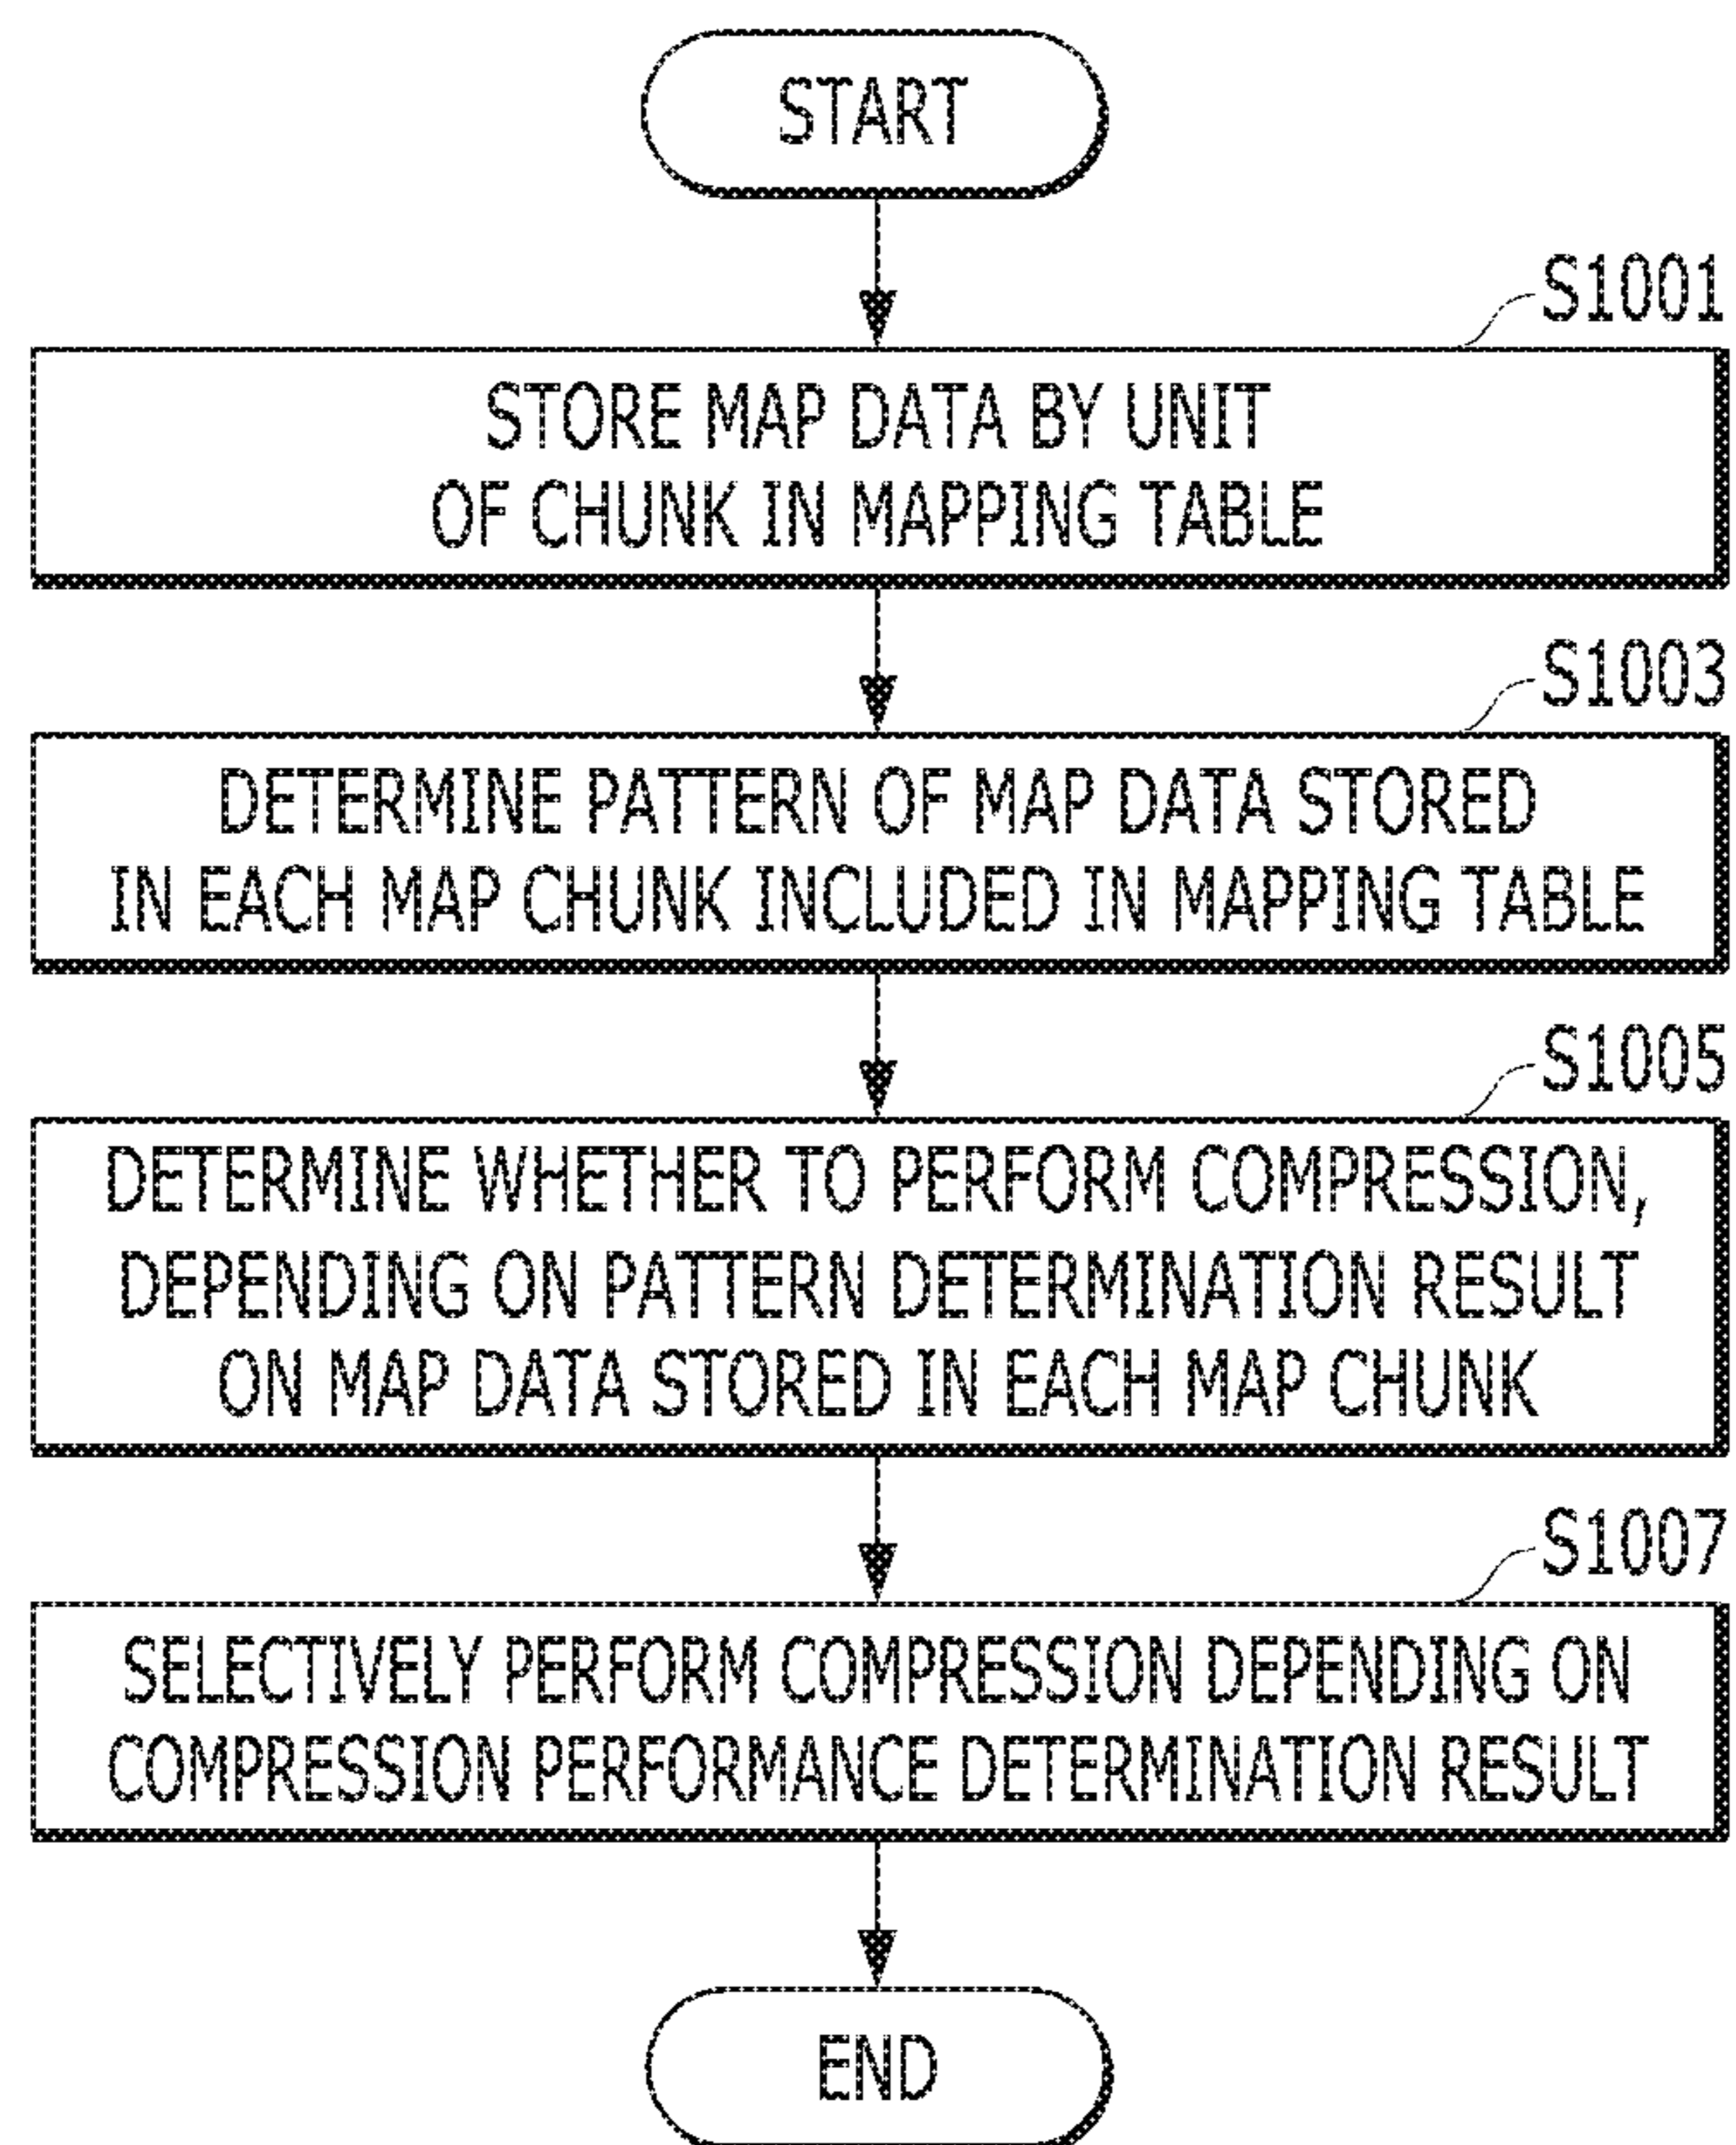 START
S1001
STORE MAP DATA BY UNIT
OF CHUNK IN MAPPING TABLE
S1003
DETERMINE PATTERN OF MAP DATA STORED
IN EACH MAP CHUNK INCLUDED IN MAPPING TABLE
S1005
DETERMINE WHETHER TO PERFORM COMPRESSION,
DEPENDING ON PATTERN DETERMINATION RESULT
ON MAP DATA STORED IN EACH MAP CHUNK
S1007
SELECTIVELY PERFORM COMPRESSION DEPENDING ON
COMPRESSION PERFORMANCE DETERMINATION RESULT
END